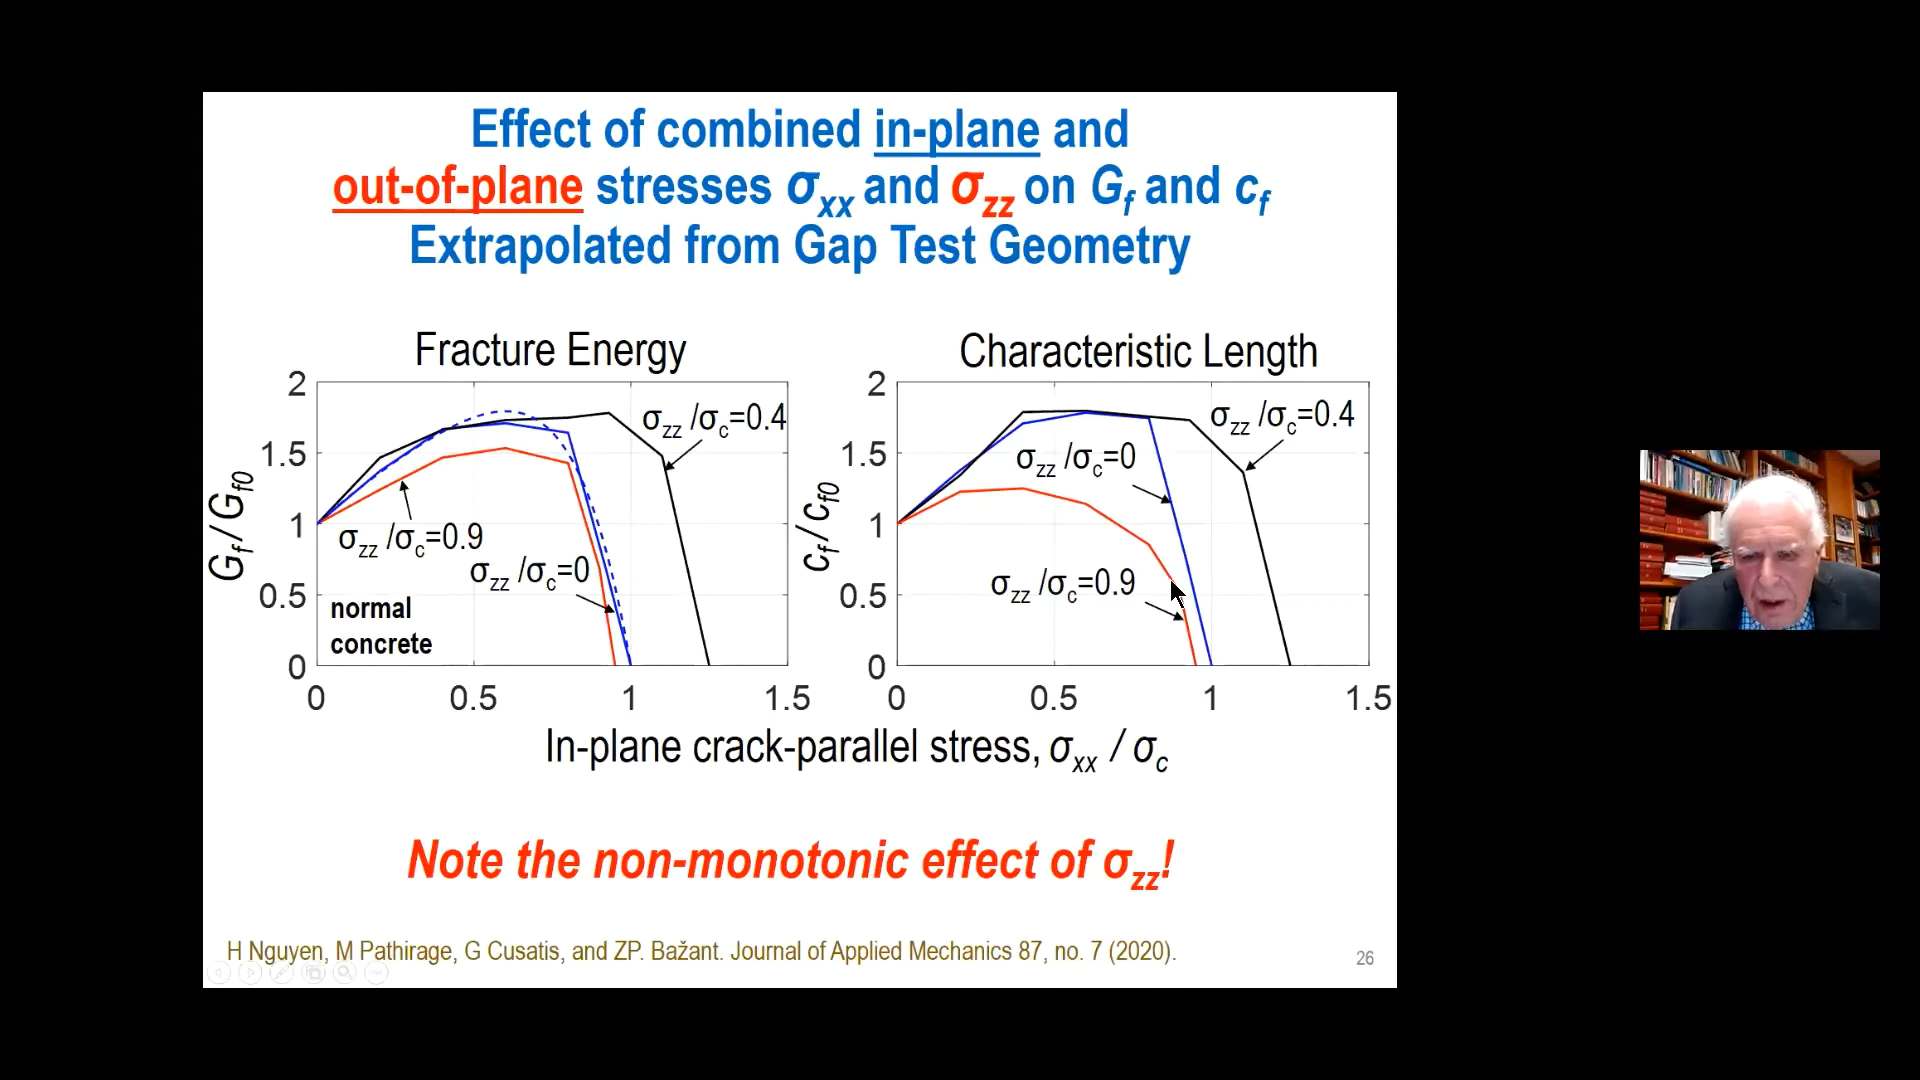 Effect of combined in-plane and
out-of-plane stresses σxx and σzz on Gf and cf
Extrapolated from Gap Test Geometry
Fracture Energy
Characteristic Length
2
1.5
1
0.5
0
0
0.5
1
1.5
Gf / Gf0
σzz /σc=0.4
σzz /σc=0.9
σzz /σc=0
normal
concrete
2
1.5
1
0.5
0
0
0.5
1
1.5
cf / cf0
σzz /σc=0.4
σzz /σc=0
σzz /σc=0.9
In-plane crack-parallel stress, σxx / σc
Note the non-monotonic effect of σzz!
H Nguyen, M Pathirage, G Cusatis, and ZP. Bažant. Journal of Applied Mechanics 87, no. 7 (2020).
26